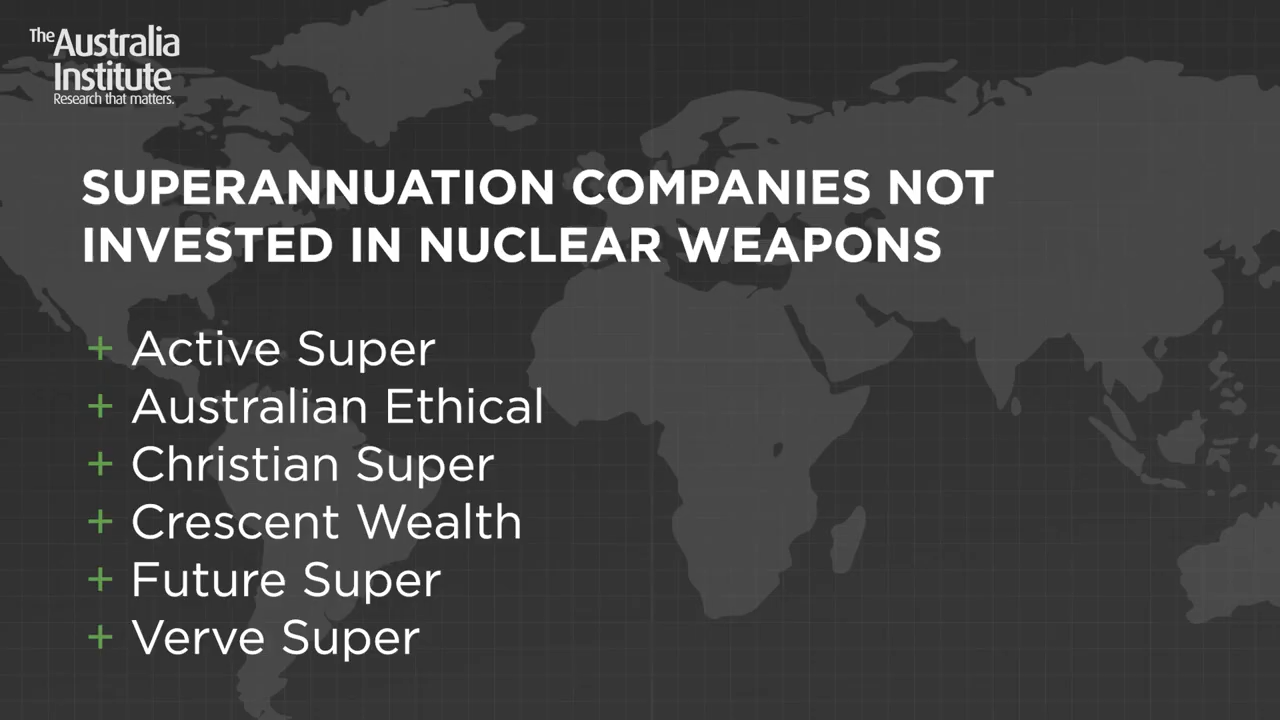 The Australia
Institute
Research that matters.
SUPERANNUATION COMPANIES NOT
INVESTED IN NUCLEAR WEAPONS
+ Active Super
+ Australian Ethical
+ Christian Super
+ Crescent Wealth
+ Future Super
+ Verve Super